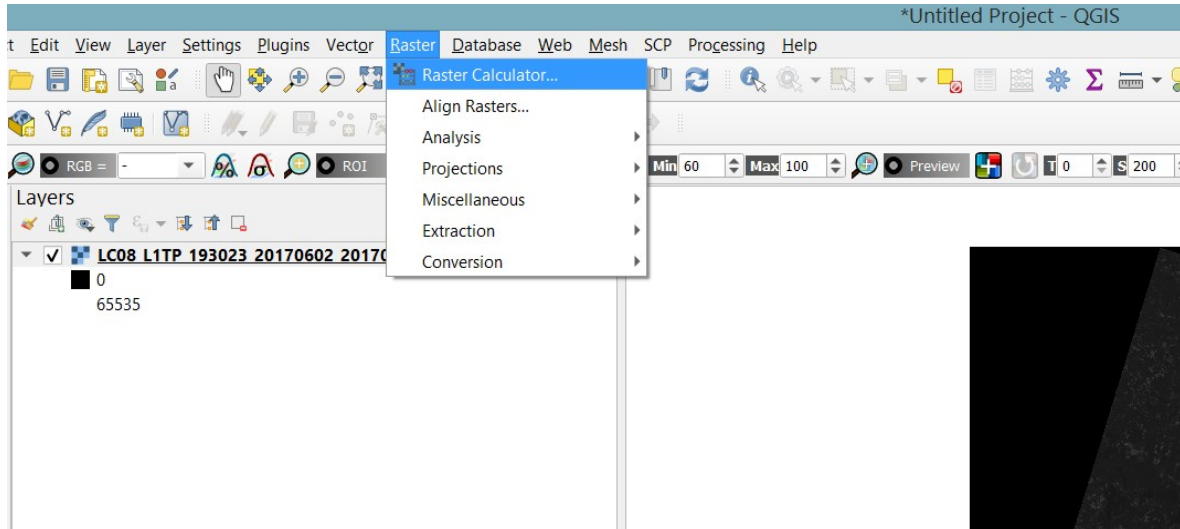 *Untitled Project - QGIS
t Edit View Layer Settings Plugins Vector Raster Database Web Mesh SCP Processing Help
Raster Calculator...
Align Rasters...
Analysis
Projections
Miscellaneous
Extraction
Conversion
RGB = - ROI Min 60 Max 100 Preview T 0 S 200
Layers
LC08 L1TP 193023 20170602 2017
0
65535